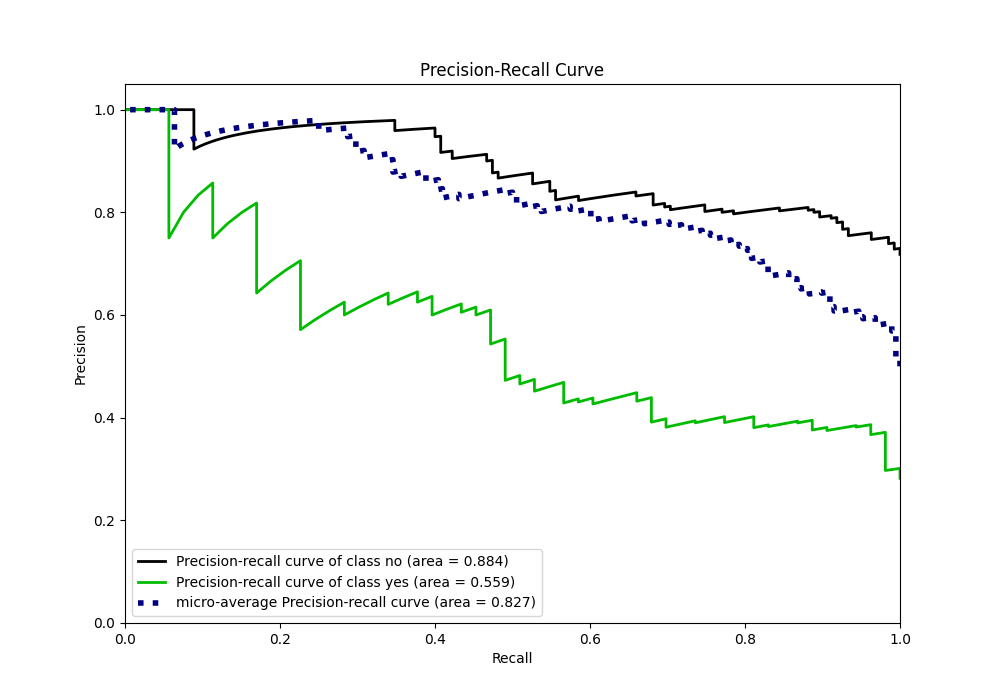 Precision-Recall Curve
1.0
0.8
0.6
0.4
0.2
0.0
Precision
Precision-recall curve of class no (area = 0.884)
Precision-recall curve of class yes (area = 0.559)
micro-average Precision-recall curve (area = 0.827)
0.0 0.2 0.4 0.6 0.8 1.0
Recall